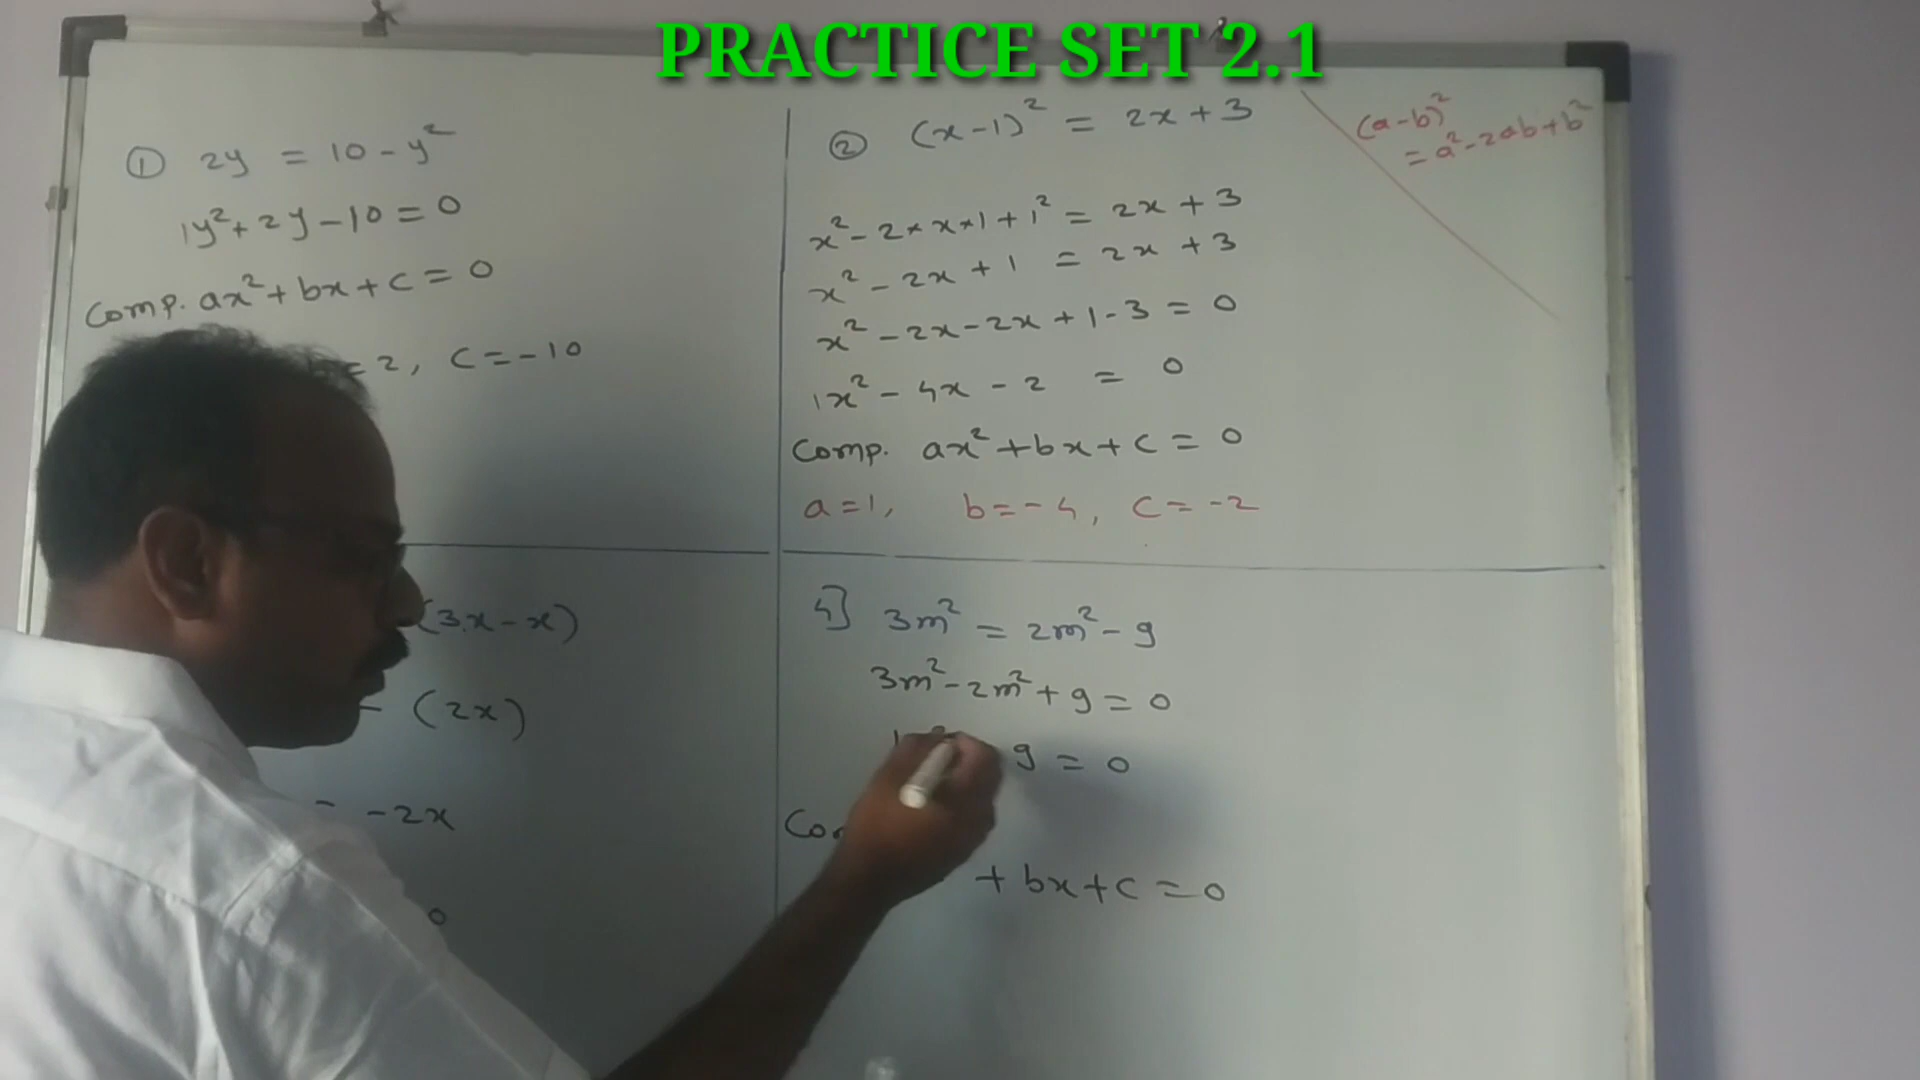 PRACTICE SET 2.1
① 2y = 10 - y²
1y² + 2y - 10 = 0
Comp. ax² + bx + c = 0
= 2, c = -10
② (x - 1)² = 2x + 3
(a - b)²
= a² - 2ab + b²
x² - 2 × x × 1 + 1² = 2x + 3
x² - 2x + 1 = 2x + 3
x² - 2x - 2x + 1 - 3 = 0
1x² - 4x - 2 = 0
Comp. ax² + bx + c = 0
a = 1, b = -4, c = -2
(3x - x)
- (2x)
- -2x
0
4] 3m² = 2m² - 9
3m² - 2m² + 9 = 0
9 = 0
+ bx + c = 0